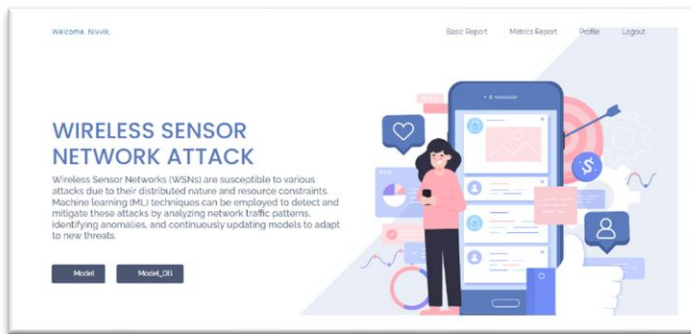 Welcome, Nivvik.
Basic Report Metrics Report Profile Logout
WIRELESS SENSOR
NETWORK ATTACK
Wireless Sensor Networks (WSNs) are susceptible to various
attacks due to their distributed nature and resource constraints.
Machine learning (ML) techniques can be employed to detect and
mitigate these attacks by analyzing network traffic patterns,
identifying anomalies, and continuously updating models to adapt
to new threats.
Model